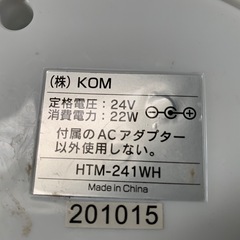 (株) KOM
定格電圧:24V
消費電力:22W
付属のACアダプター
以外使用しない。
HTM-241WH
Made in China
201015